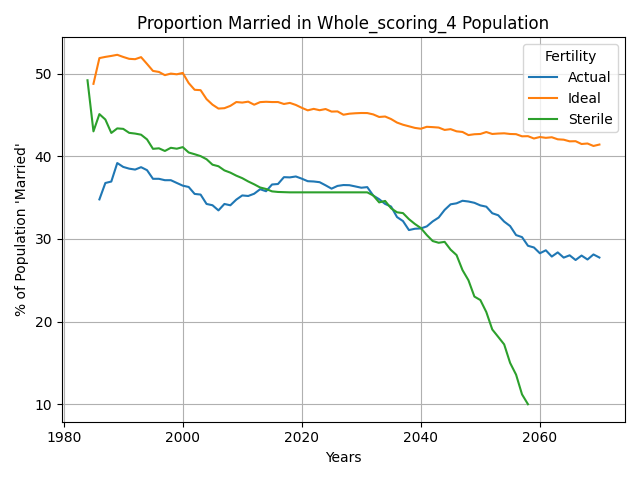 Proportion Married in Whole_scoring_4 Population
Fertility
Actual
Ideal
Sterile
% of Population 'Married'
50
40
30
20
10
1980 2000 2020 2040 2060
Years